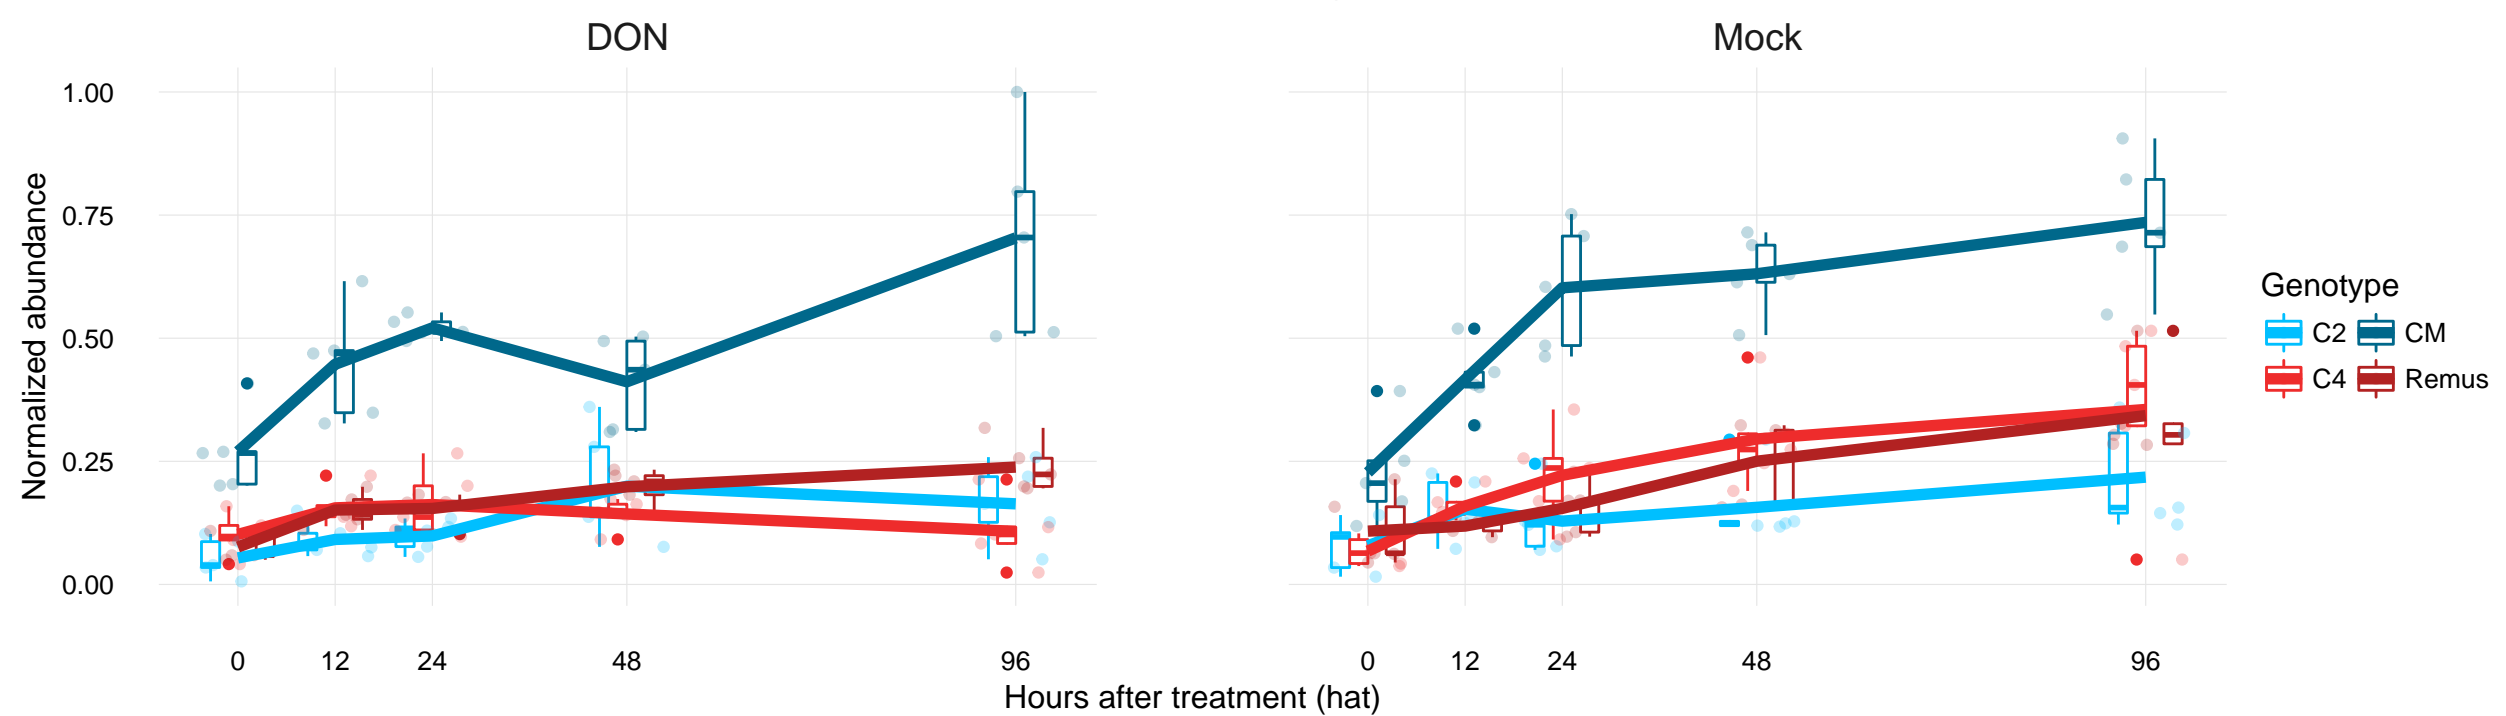 DON
Mock
1.00
0.75
0.50
0.25
0.00
Normalized abundance
0 12 24 48 96
0 12 24 48 96
Hours after treatment (hat)
Genotype
C2 CM
C4 Remus